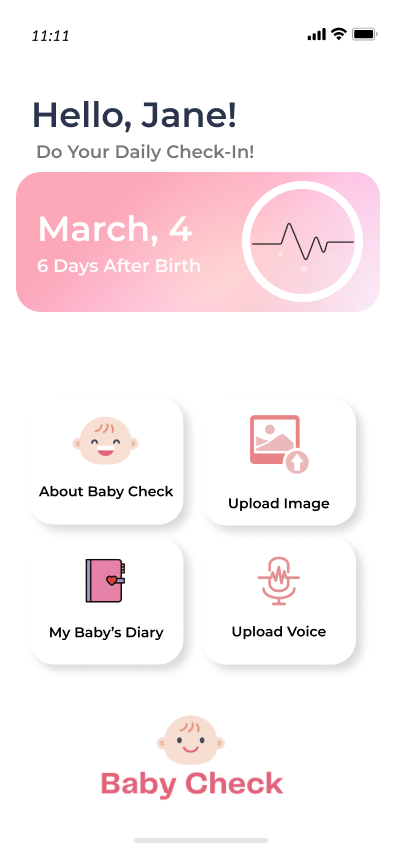 11:11
Hello, Jane!
Do Your Daily Check-In!
March, 4
6 Days After Birth
About Baby Check
Upload Image
My Baby's Diary
Upload Voice
Baby Check